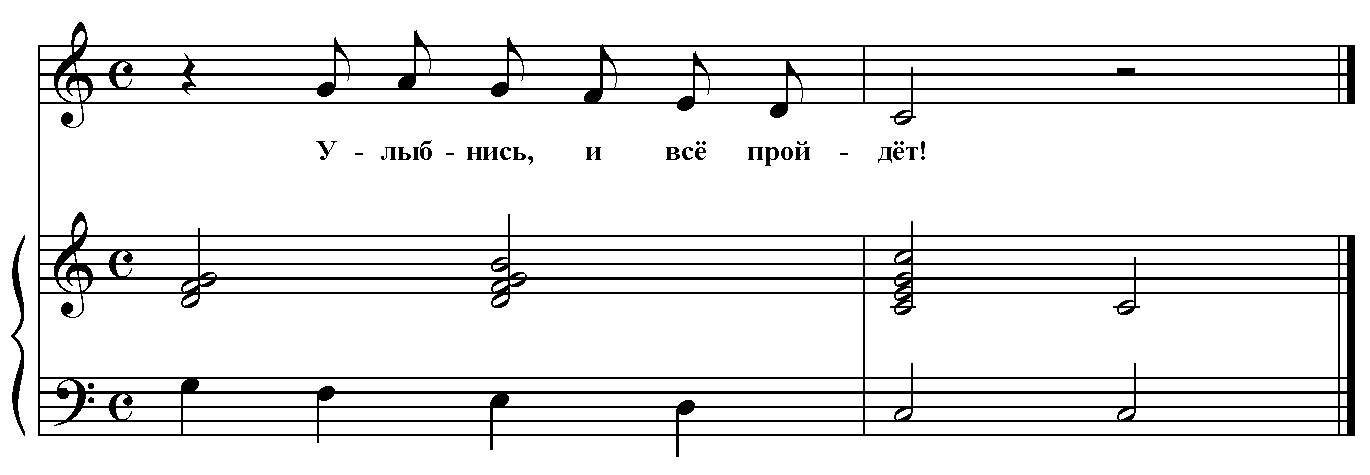 У - лыб - нись, и всё прой - дёт!